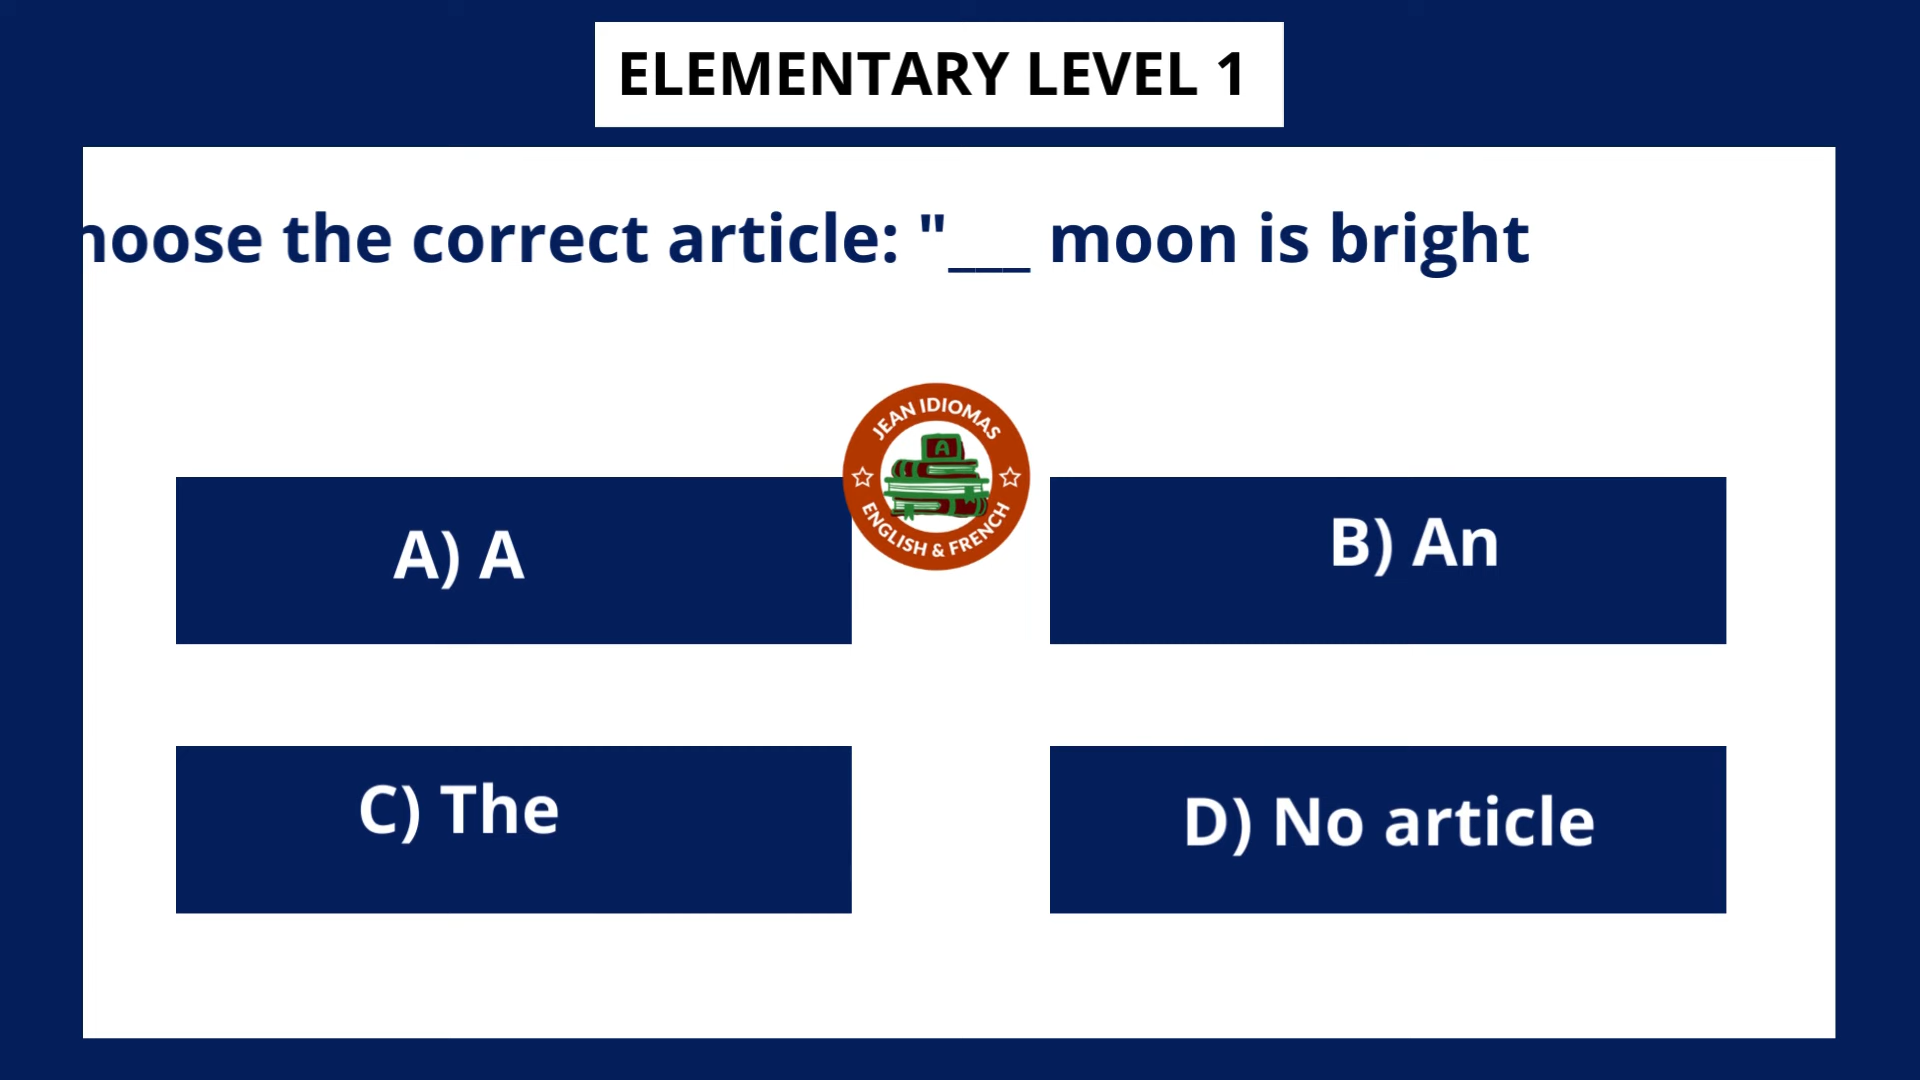 ELEMENTARY LEVEL 1
hoose the correct article: "___ moon is bright
JEAN IDIOMAS
A
ENGLISH & FRENCH
A) A
B) An
C) The
D) No article